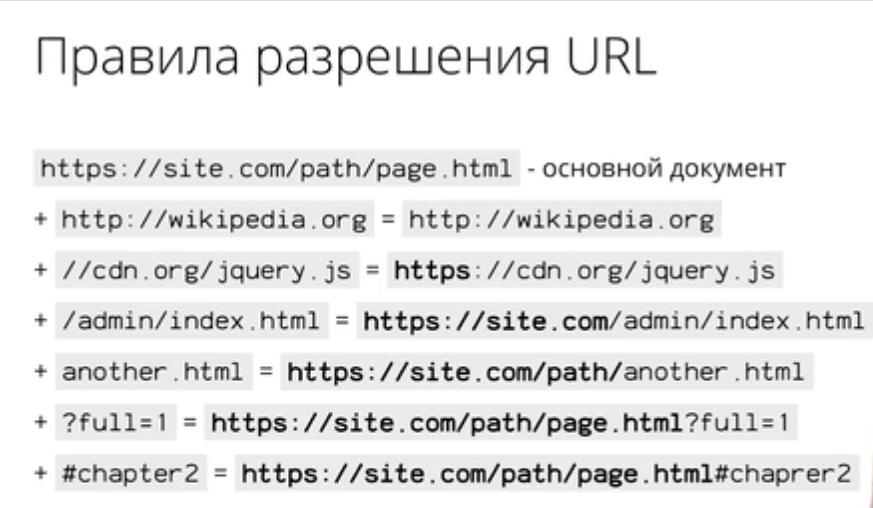 Правила разрешения URL
https://site.com/path/page.html - основной документ
+ http://wikipedia.org = http://wikipedia.org
+ //cdn.org/jquery.js = https://cdn.org/jquery.js
+ /admin/index.html = https://site.com/admin/index.html
+ another.html = https://site.com/path/another.html
+ ?full=1 = https://site.com/path/page.html?full=1
+ #chapter2 = https://site.com/path/page.html#chaprer2